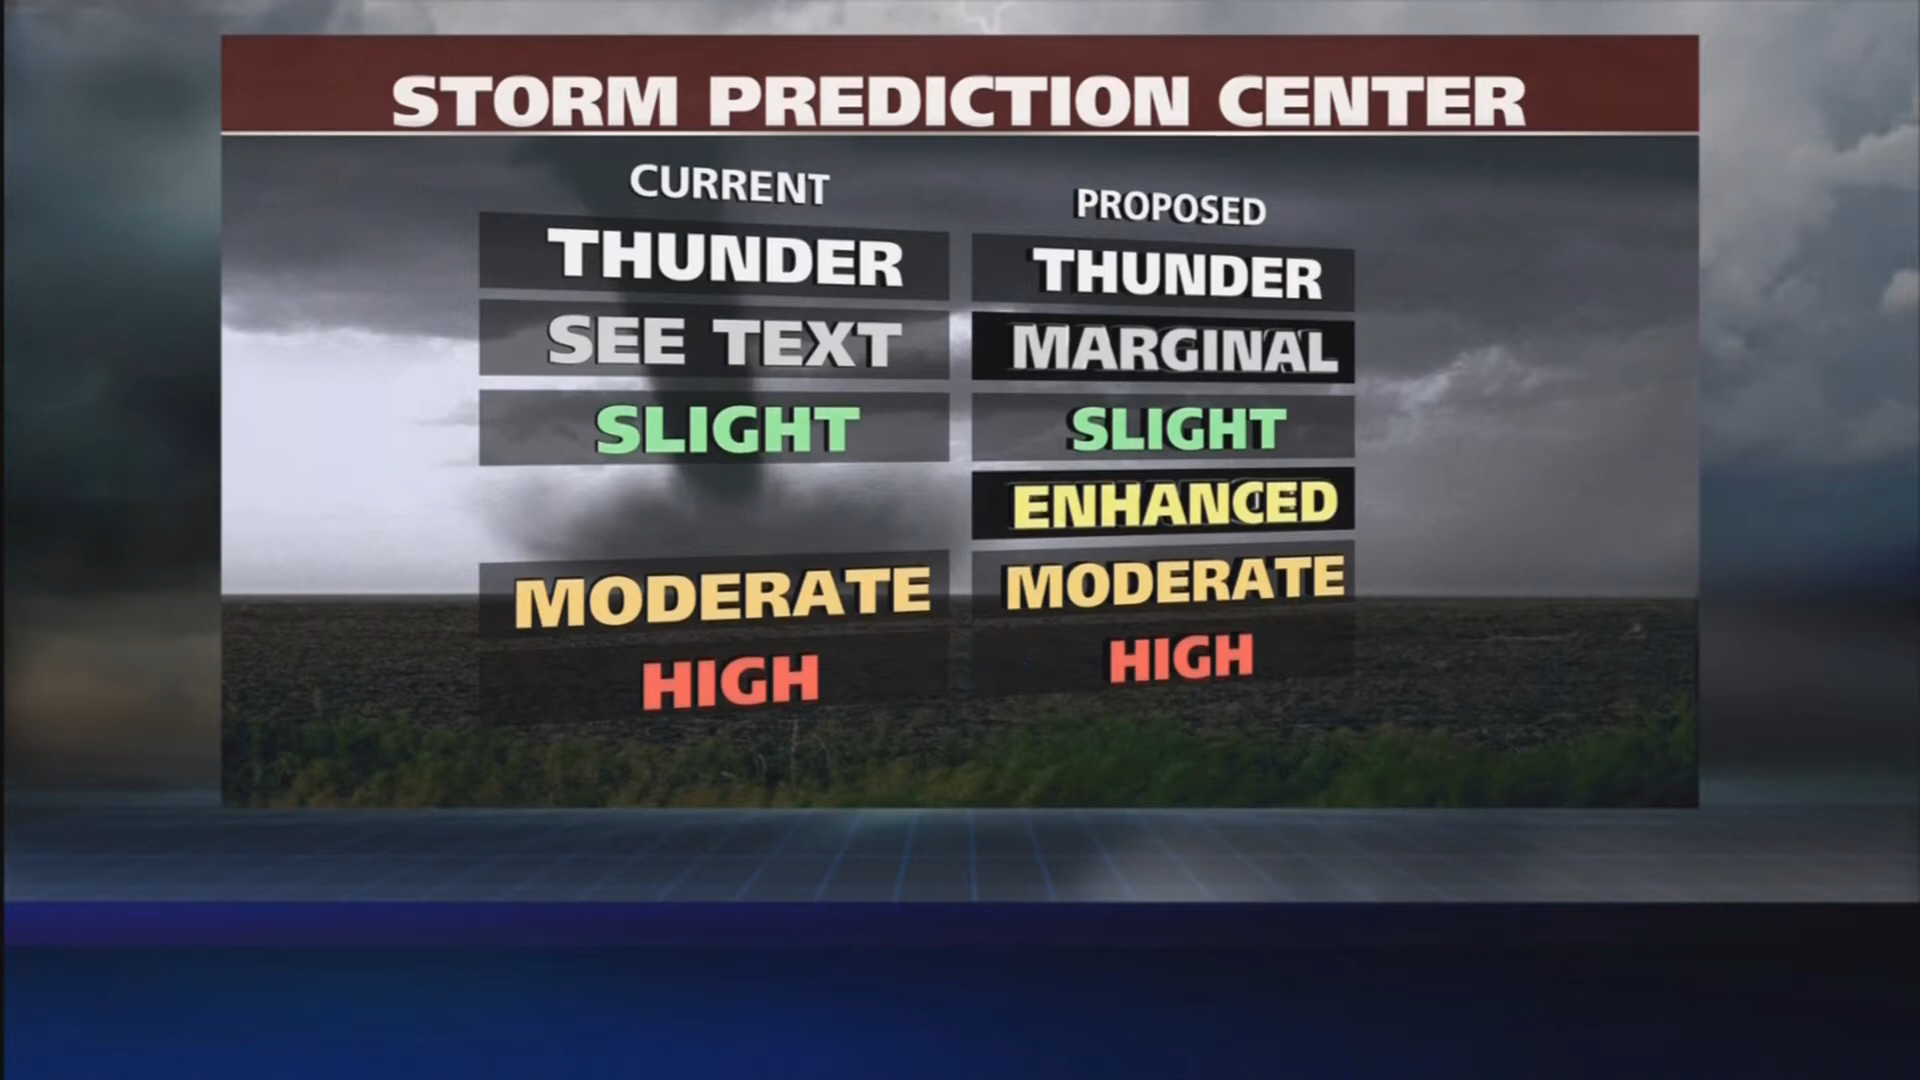 STORM PREDICTION CENTER
CURRENT
THUNDER
SEE TEXT
SLIGHT
MODERATE
HIGH
PROPOSED
THUNDER
MARGINAL
SLIGHT
ENHANCED
MODERATE
HIGH